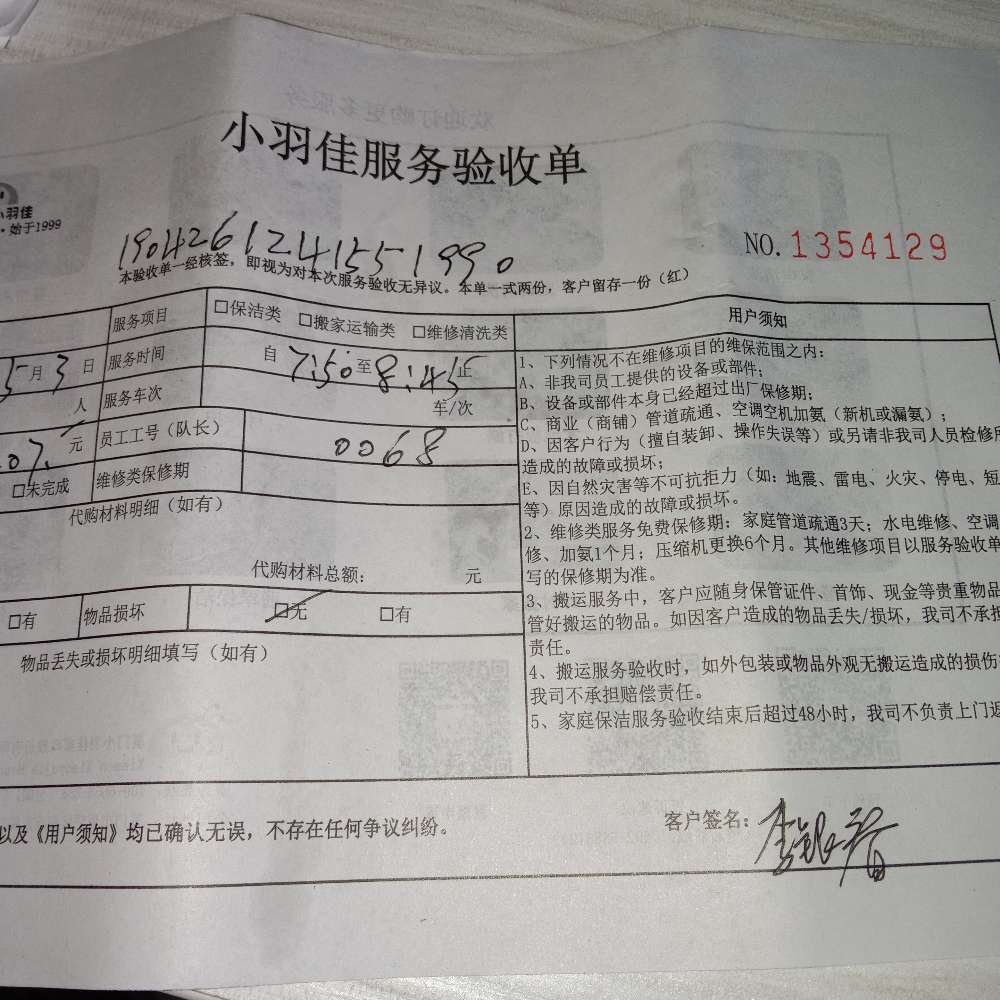 小羽佳服务验收单
小羽佳
·始于1999
NO. 1354129
190426124155199 0
本验收单一经核签，即视为对本次服务验收无异议。本单一式两份，客户留存一份（红）
服务项目 □保洁类 □搬家运输类 □维修清洗类
5月3日 服务时间 自7:50至8:45止
人 服务车次 车/次
07. 元 员工工号（队长） 0068
□未完成 维修类保修期
代购材料明细（如有）
代购材料总额： 元
□有 物品损坏 □无 □有
物品丢失或损坏明细填写（如有）
用户须知
1、下列情况不在维修项目的维保范围之内：
A、非我司员工提供的设备或部件；
B、设备或部件本身已经超过出厂保修期；
C、商业（商铺）管道疏通、空调空机加氨（新机或漏氨）；
D、因客户行为（擅自装卸、操作失误等）或另请非我司人员检修所
造成的故障或损坏；
E、因自然灾害等不可抗拒力（如：地震、雷电、火灾、停电、短
等）原因造成的故障或损坏。
2、维修类服务免费保修期：家庭管道疏通3天；水电维修、空调
修、加氨1个月；压缩机更换6个月。其他维修项目以服务验收单
写的保修期为准。
3、搬运服务中，客户应随身保管证件、首饰、现金等贵重物品
管好搬运的物品。如因客户造成的物品丢失/损坏，我司不承担
责任。
4、搬运服务验收时，如外包装或物品外观无搬运造成的损伤
我司不承担赔偿责任。
5、家庭保洁服务验收结束后超过48小时，我司不负责上门返
以及《用户须知》均已确认无误，不存在任何争议纠纷。
客户签名：